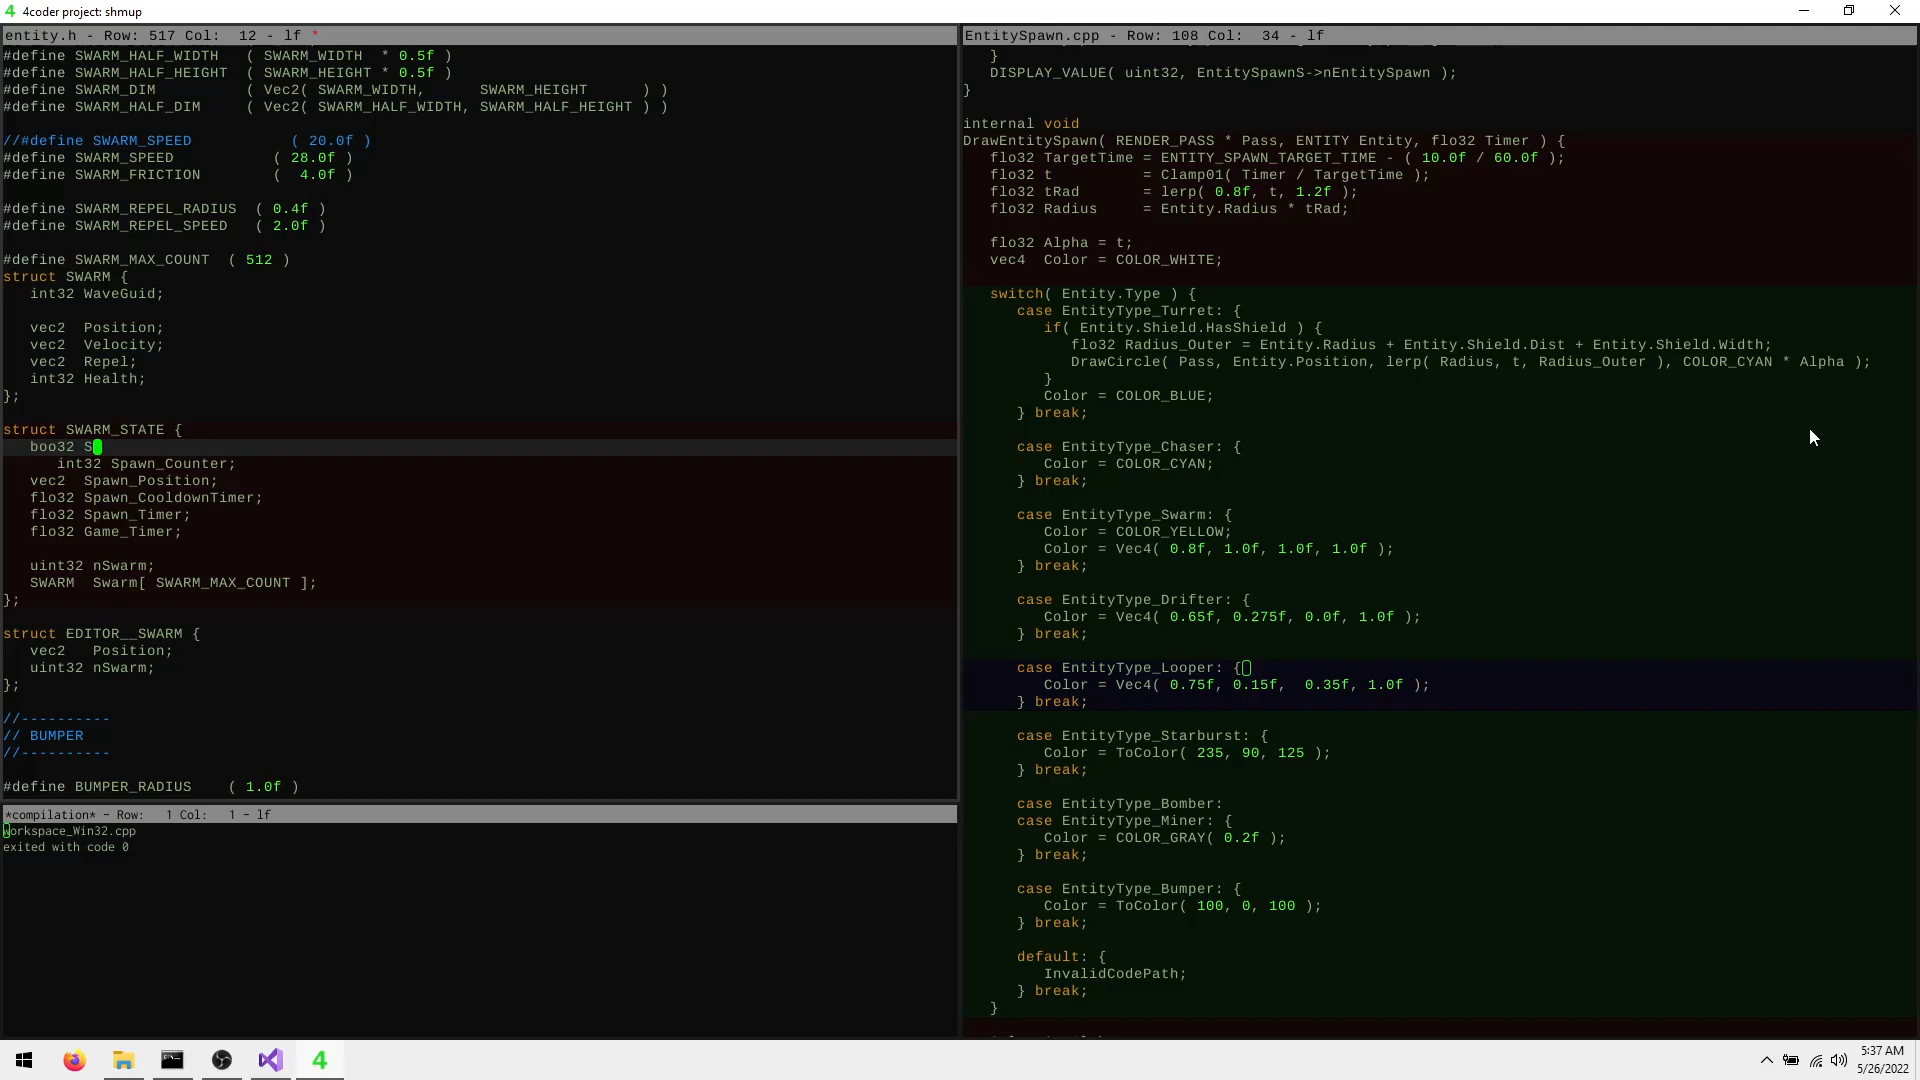 4 4coder project: shmup
entity.h - Row: 517 Col:  12 - lf *
#define SWARM_HALF_WIDTH   ( SWARM_WIDTH  * 0.5f )
#define SWARM_HALF_HEIGHT  ( SWARM_HEIGHT * 0.5f )
#define SWARM_DIM          ( Vec2( SWARM_WIDTH,      SWARM_HEIGHT      ) )
#define SWARM_HALF_DIM     ( Vec2( SWARM_HALF_WIDTH, SWARM_HALF_HEIGHT ) )
//#define SWARM_SPEED           ( 20.0f )
#define SWARM_SPEED           ( 28.0f )
#define SWARM_FRICTION        (  4.0f )
#define SWARM_REPEL_RADIUS  ( 0.4f )
#define SWARM_REPEL_SPEED   ( 2.0f )
#define SWARM_MAX_COUNT  ( 512 )
struct SWARM {
   int32 WaveGuid;
   vec2  Position;
   vec2  Velocity;
   vec2  Repel;
   int32 Health;
};
struct SWARM_STATE {
   boo32 S
      int32 Spawn_Counter;
   vec2  Spawn_Position;
   flo32 Spawn_CooldownTimer;
   flo32 Spawn_Timer;
   flo32 Game_Timer;
   uint32 nSwarm;
   SWARM  Swarm[ SWARM_MAX_COUNT ];
};
struct EDITOR__SWARM {
   vec2   Position;
   uint32 nSwarm;
};
//----------
// BUMPER
//----------
#define BUMPER_RADIUS    ( 1.0f )
*compilation* - Row:   1 Col:   1 - lf
workspace_Win32.cpp
exited with code 0
EntitySpawn.cpp - Row: 108 Col:  34 - lf
   }
   DISPLAY_VALUE( uint32, EntitySpawnS->nEntitySpawn );
}
internal void
DrawEntitySpawn( RENDER_PASS * Pass, ENTITY Entity, flo32 Timer ) {
   flo32 TargetTime = ENTITY_SPAWN_TARGET_TIME - ( 10.0f / 60.0f );
   flo32 t          = Clamp01( Timer / TargetTime );
   flo32 tRad       = lerp( 0.8f, t, 1.2f );
   flo32 Radius     = Entity.Radius * tRad;
   flo32 Alpha = t;
   vec4  Color = COLOR_WHITE;
   switch( Entity.Type ) {
      case EntityType_Turret: {
         if( Entity.Shield.HasShield ) {
            flo32 Radius_Outer = Entity.Radius + Entity.Shield.Dist + Entity.Shield.Width;
            DrawCircle( Pass, Entity.Position, lerp( Radius, t, Radius_Outer ), COLOR_CYAN * Alpha );
         }
         Color = COLOR_BLUE;
      } break;
      case EntityType_Chaser: {
         Color = COLOR_CYAN;
      } break;
      case EntityType_Swarm: {
         Color = COLOR_YELLOW;
         Color = Vec4( 0.8f, 1.0f, 1.0f, 1.0f );
      } break;
      case EntityType_Drifter: {
         Color = Vec4( 0.65f, 0.275f, 0.0f, 1.0f );
      } break;
      case EntityType_Looper: {
         Color = Vec4( 0.75f, 0.15f,  0.35f, 1.0f );
      } break;
      case EntityType_Starburst: {
         Color = ToColor( 235, 90, 125 );
      } break;
      case EntityType_Bomber:
      case EntityType_Miner: {
         Color = COLOR_GRAY( 0.2f );
      } break;
      case EntityType_Bumper: {
         Color = ToColor( 100, 0, 100 );
      } break;
      default: {
         InvalidCodePath;
      } break;
   }
4
5:37 AM
5/26/2022